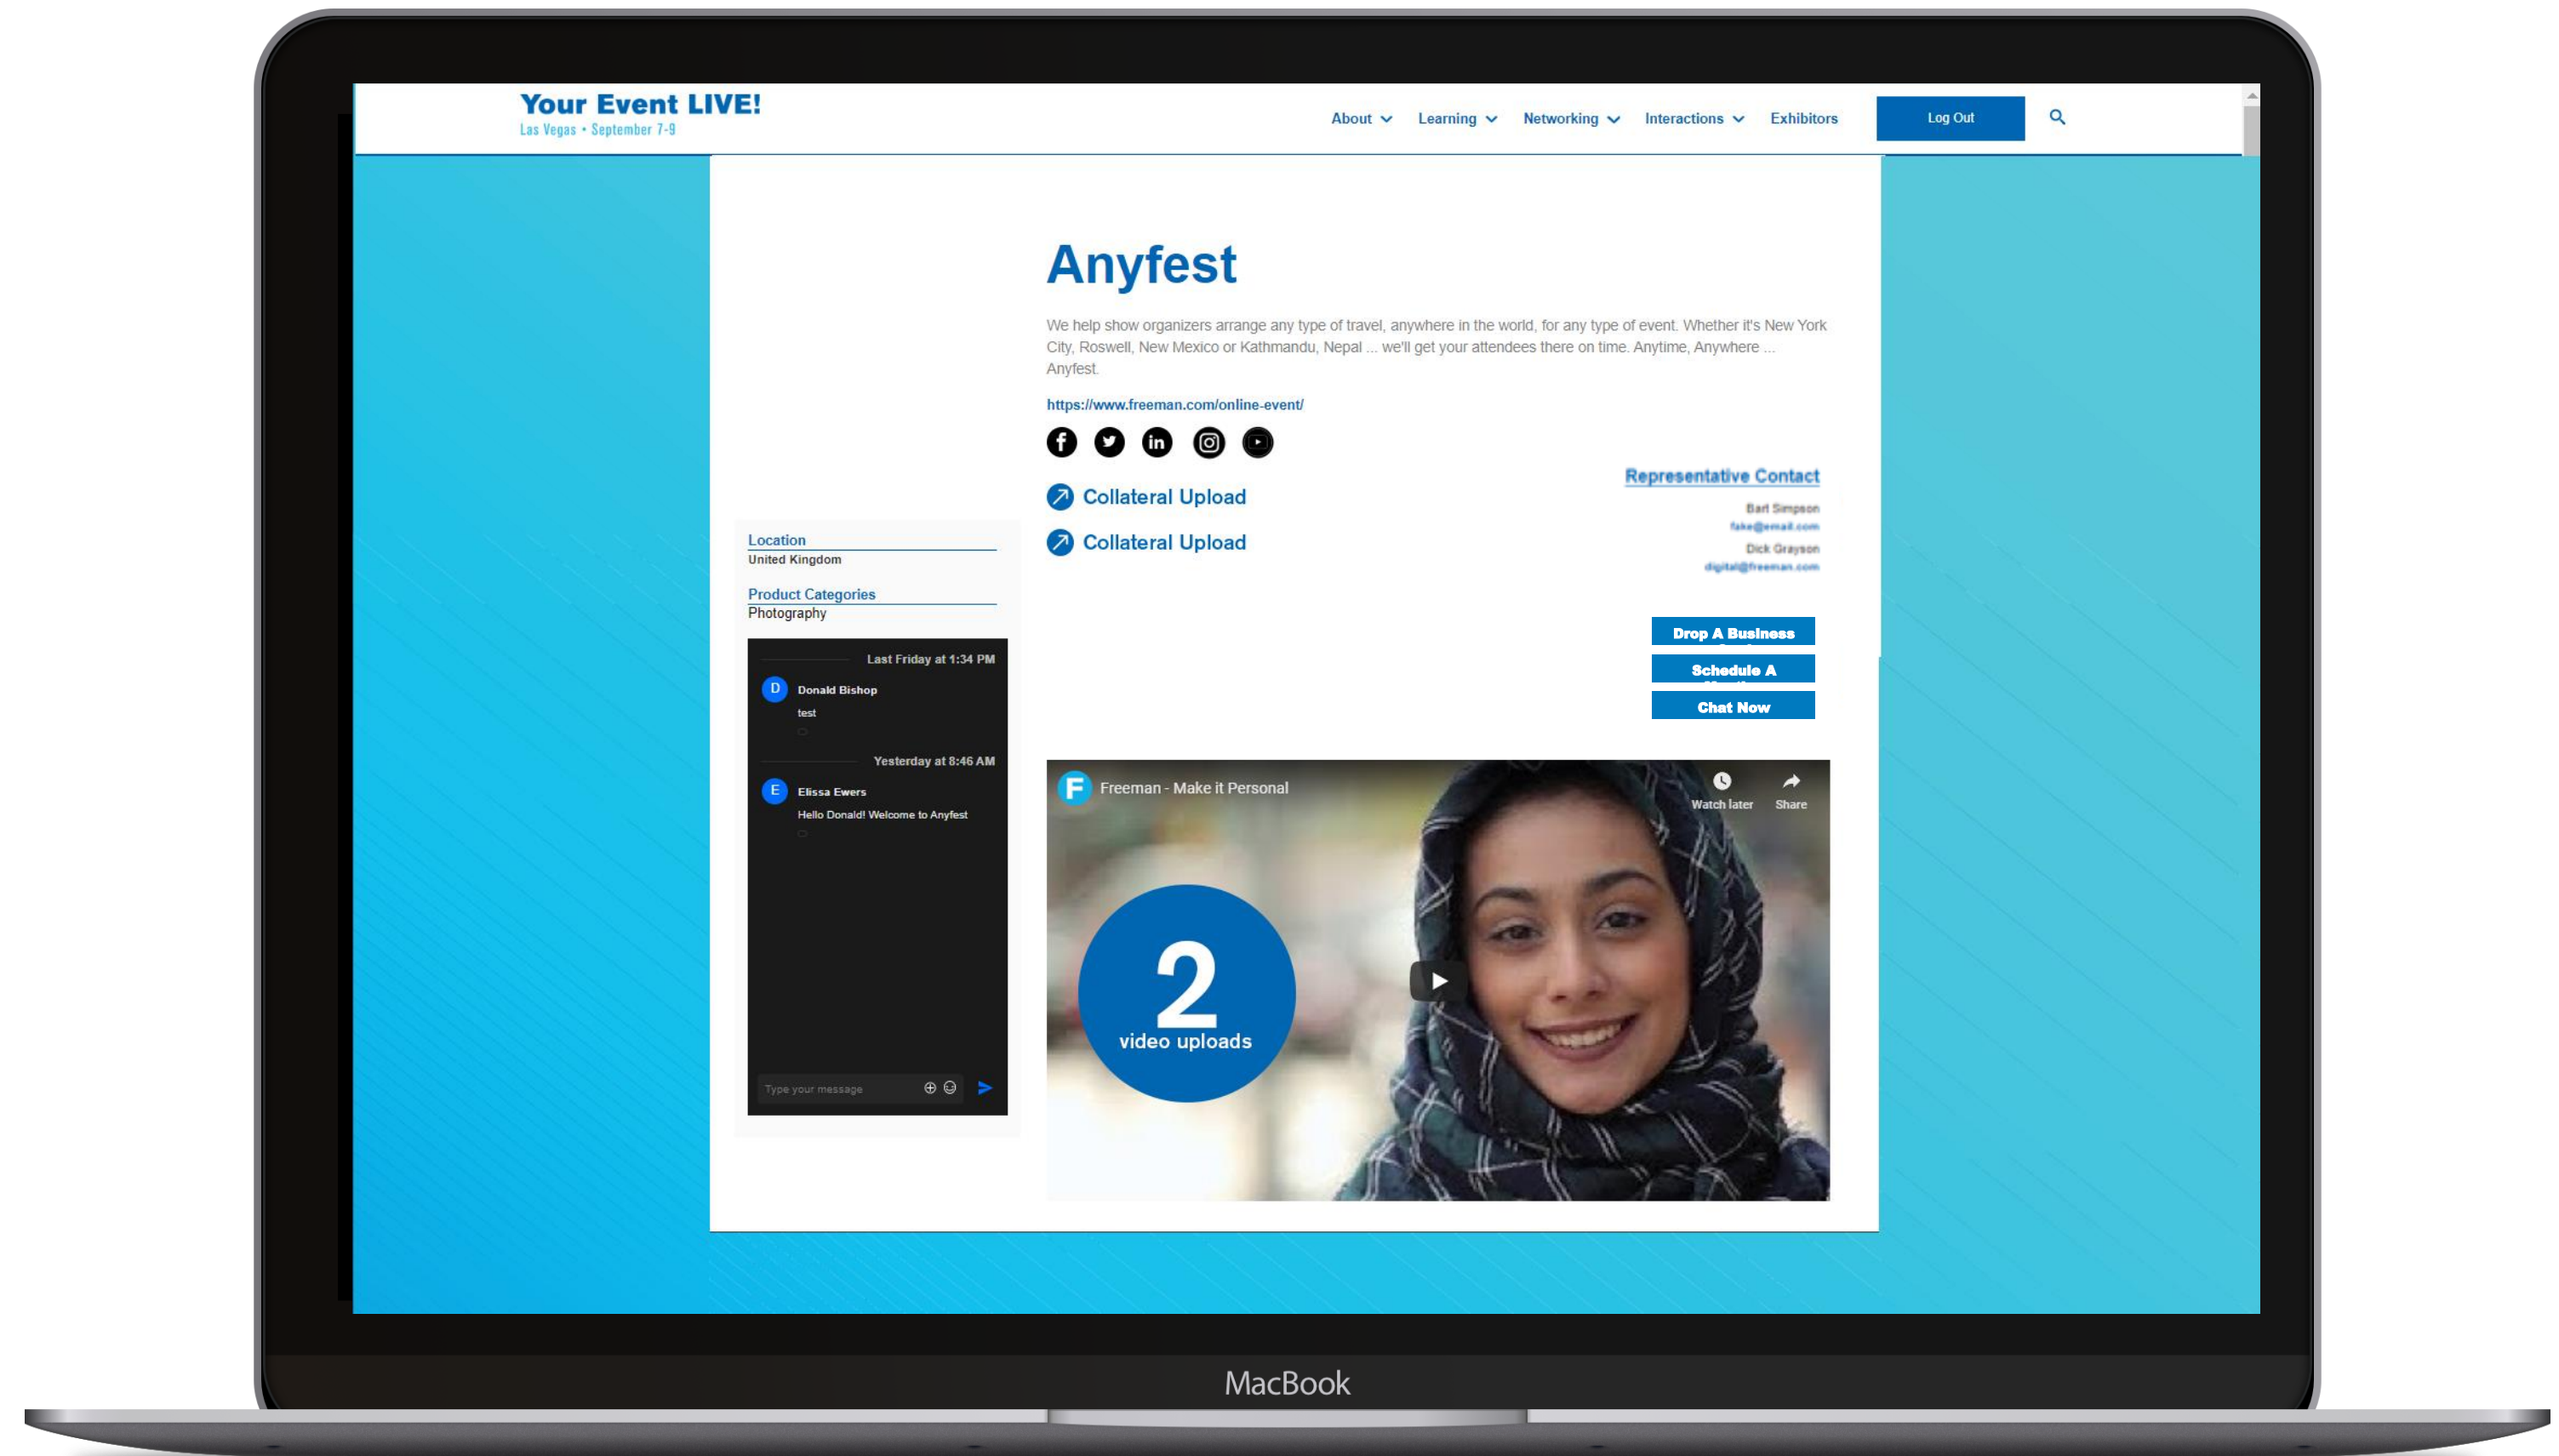 Your Event LIVE!
Las Vegas • September 7-9
About
Learning
Networking
Interactions
Exhibitors
Log Out
Anyfest
We help show organizers arrange any type of travel, anywhere in the world, for any type of event. Whether it's New York
City, Roswell, New Mexico or Kathmandu, Nepal ... we'll get your attendees there on time. Anytime, Anywhere ...
Anyfest.
https://www.freeman.com/online-event/
Collateral Upload
Collateral Upload
Representative Contact
Bart Simpson
fake@email.com
Dick Grayson
digital@freeman.com
Drop A Business
Schedule A
Chat Now
Location
United Kingdom
Product Categories
Photography
Last Friday at 1:34 PM
D
Donald Bishop
test
Yesterday at 8:46 AM
E
Elissa Ewers
Hello Donald! Welcome to Anyfest
Type your message
F
Freeman - Make it Personal
Watch later
Share
2
video uploads
MacBook